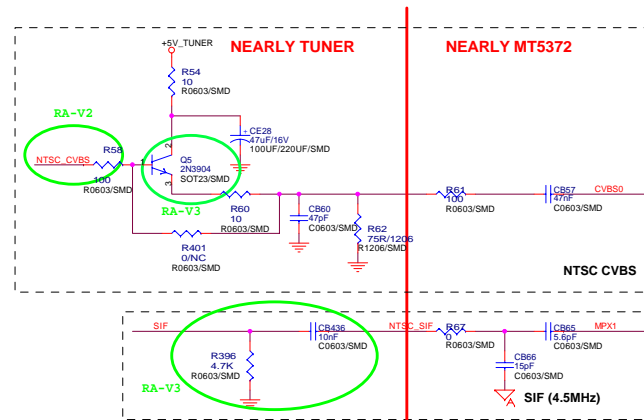 NEARLY TUNER
NEARLY MT5372
+5V_TUNER
R54
10
R0603/SMD
RA-V2
R58
NTSC_CVBS
100
R0603/SMD
CE28
47uF/16V
100UF/220UF/SMD
2
1
3
Q5
2N3904
SOT23/SMD
RA-V3
R60
10
R0603/SMD
R401
0/NC
R0603/SMD
CB60
47pF
C0603/SMD
R62
75R/1206
R1206/SMD
R61
100
R0603/SMD
CB57
47nF
C0603/SMD
CVBS0
NTSC CVBS
SIF
CB436
10nF
C0603/SMD
R396
4.7K
R0603/SMD
RA-V3
NTSC_SIF
R67
0
R0603/SMD
CB65
5.6pF
C0603/SMD
MPX1
CB66
15pF
C0603/SMD
A
SIF (4.5MHz)